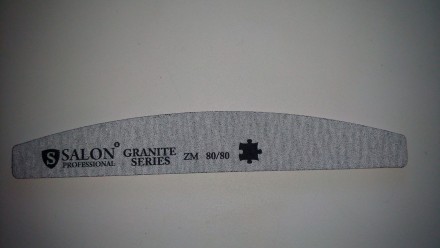 S SALON®
PROFESSIONAL
GRANITE
SERIES
ZM 80/80